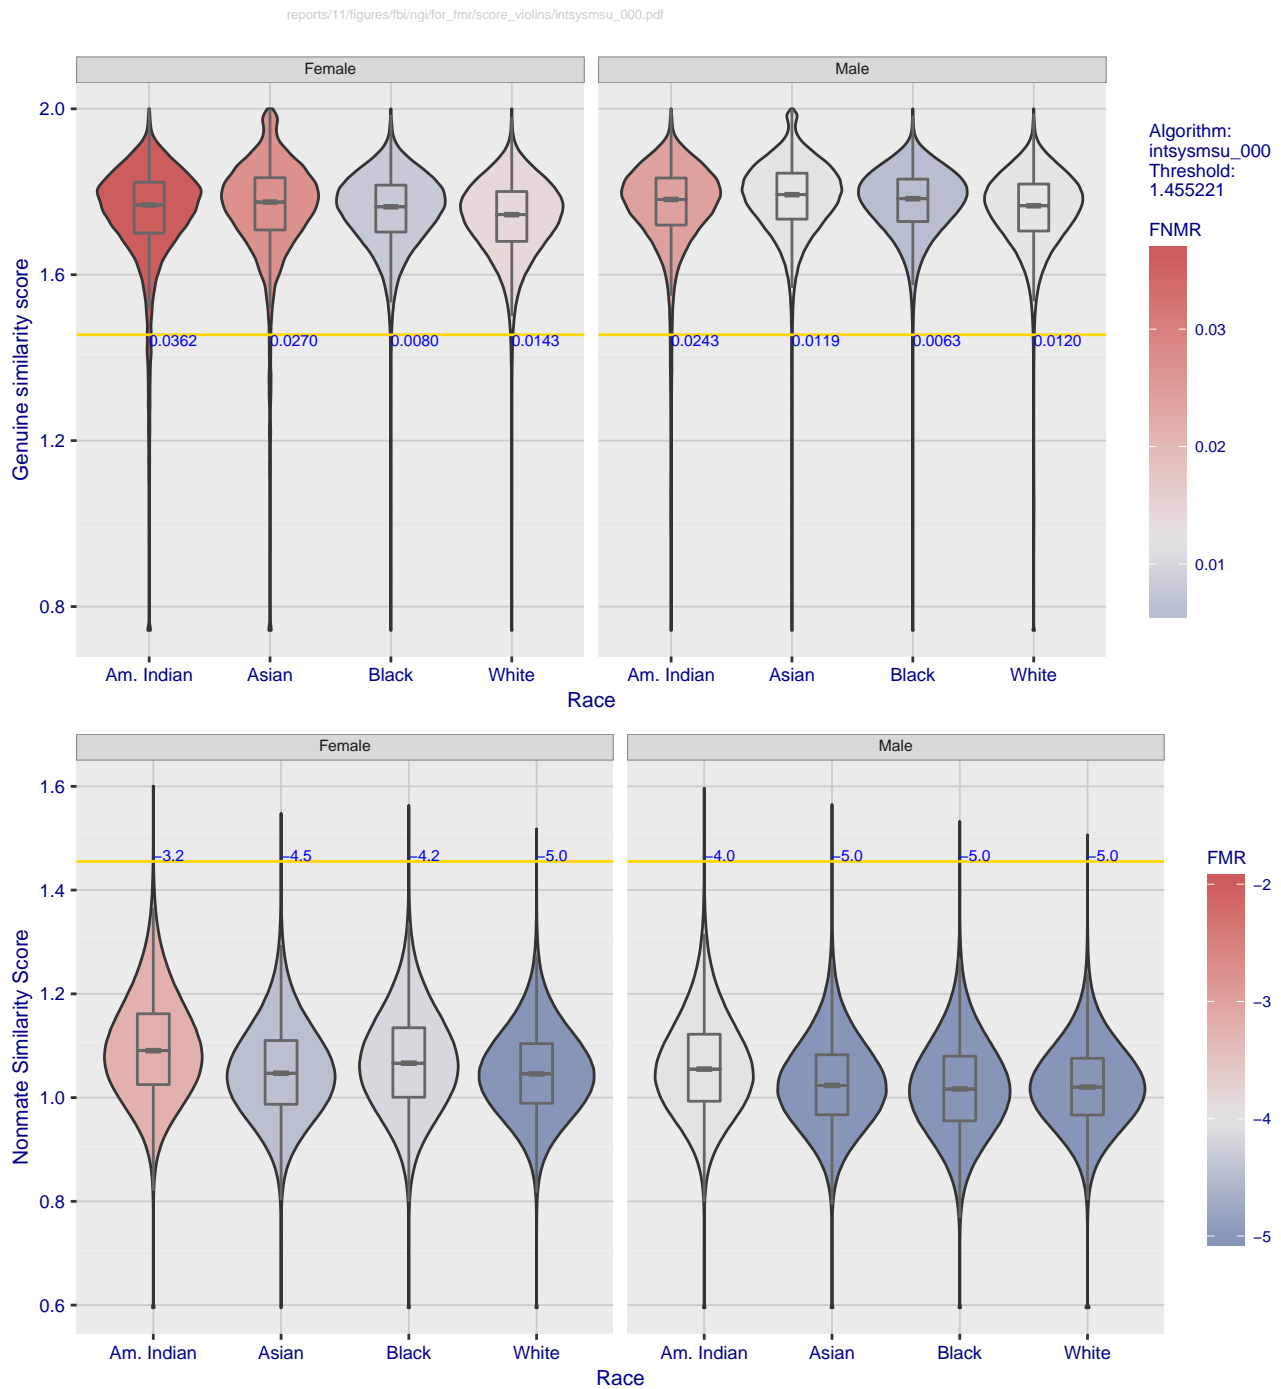 reports/11/figures/fbi/ngi/for_fmr/score_violins/intsysmsu_000.pdf
Female
Male
Genuine similarity score
2.0
1.6
1.2
0.8
0.0362
0.0270
0.0080
0.0143
0.0243
0.0119
0.0063
0.0120
Am. Indian
Asian
Black
White
Am. Indian
Asian
Black
White
Race
Algorithm:
intsysmsu_000
Threshold:
1.455221
FNMR
0.03
0.02
0.01
Female
Male
Nonmate Similarity Score
1.6
1.4
1.2
1.0
0.8
0.6
−3.2
−4.5
−4.2
−5.0
−4.0
−5.0
−5.0
−5.0
Am. Indian
Asian
Black
White
Am. Indian
Asian
Black
White
Race
FMR
−2
−3
−4
−5